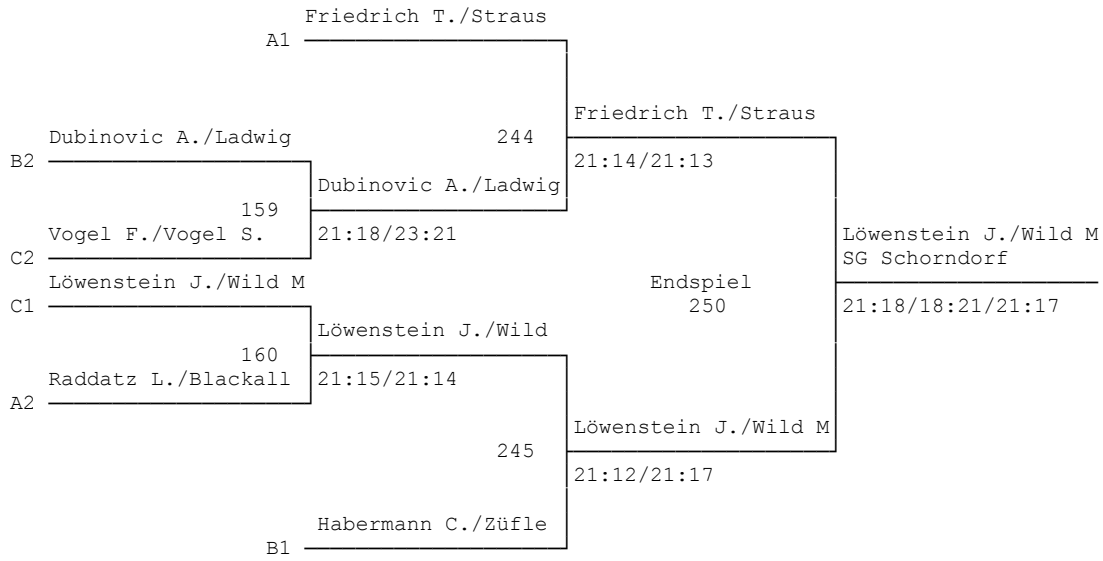 Friedrich T./Straus
A1
Friedrich T./Straus
Dubinovic A./Ladwig 244
B2 21:14/21:13
Dubinovic A./Ladwig
159
Vogel F./Vogel S. 21:18/23:21 Löwenstein J./Wild M
C2 SG Schorndorf
Löwenstein J./Wild M Endspiel
C1 250 21:18/18:21/21:17
Löwenstein J./Wild
160
Raddatz L./Blackall 21:15/21:14
A2
Löwenstein J./Wild M
245
21:12/21:17
Habermann C./Züfle
B1